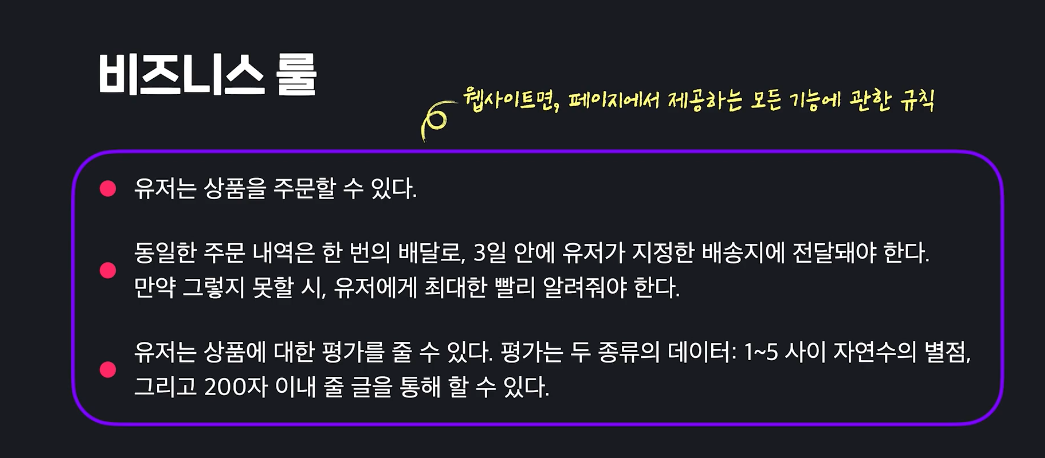 비즈니스 룰
웹사이트면, 페이지에서 제공하는 모든 기능에 관한 규칙
유저는 상품을 주문할 수 있다.
동일한 주문 내역은 한 번의 배달로, 3일 안에 유저가 지정한 배송지에 전달돼야 한다.
만약 그렇지 못할 시, 유저에게 최대한 빨리 알려줘야 한다.
유저는 상품에 대한 평가를 줄 수 있다. 평가는 두 종류의 데이터: 1~5 사이 자연수의 별점,
그리고 200자 이내 줄 글을 통해 할 수 있다.